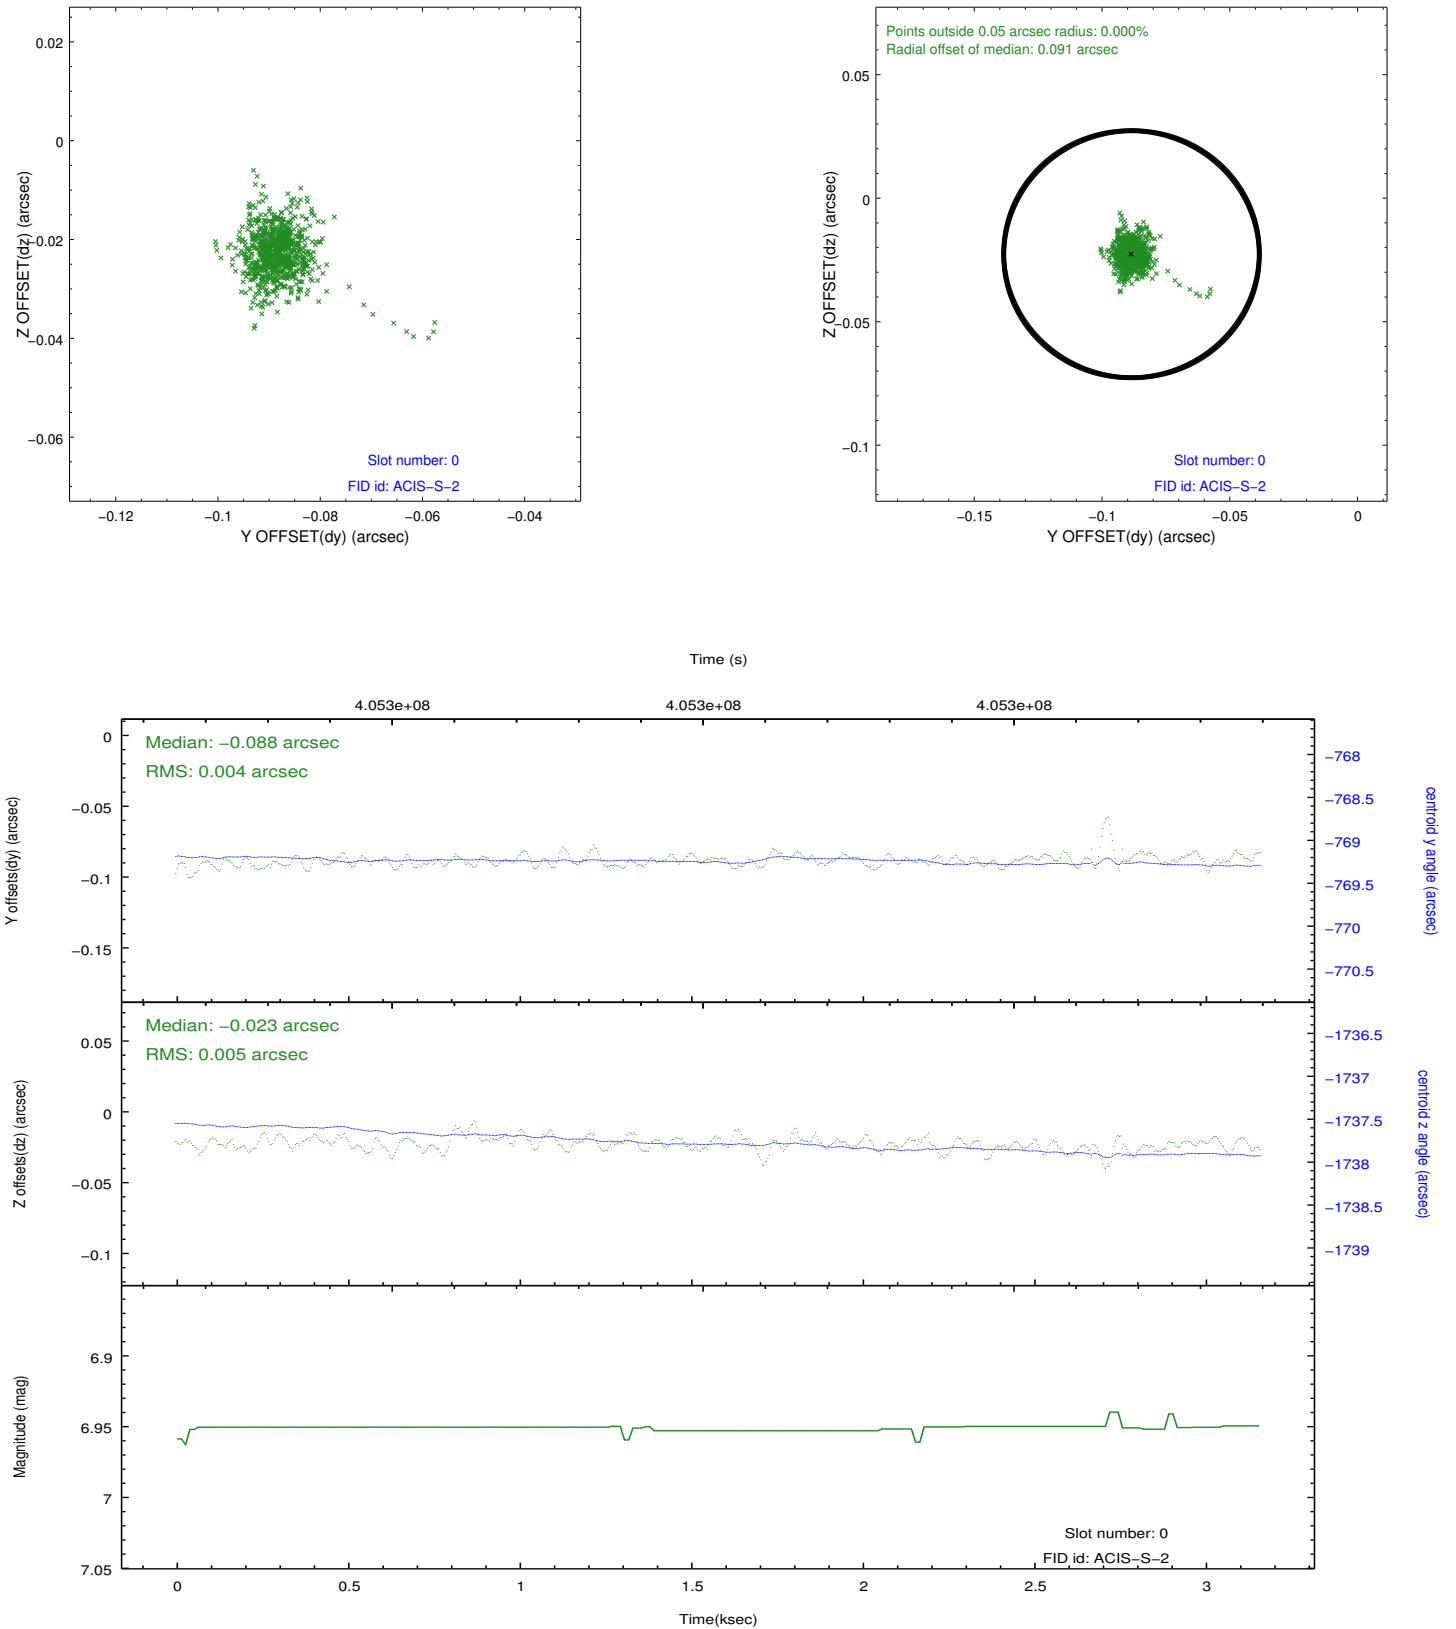 0.02
0
−0.02
−0.04
−0.06
Z OFFSET(dz) (arcsec)
Slot number: 0
FID id: ACIS−S−2
−0.12
−0.1
−0.08
−0.06
−0.04
Y OFFSET(dy) (arcsec)
Points outside 0.05 arcsec radius: 0.000%
Radial offset of median: 0.091 arcsec
0.05
0
−0.05
−0.1
Z OFFSET(dz) (arcsec)
Slot number: 0
FID id: ACIS−S−2
−0.15
−0.1
−0.05
0
Y OFFSET(dy) (arcsec)
Time (s)
4.053e+08
4.053e+08
4.053e+08
Median: −0.088 arcsec
RMS: 0.004 arcsec
0
−0.05
−0.1
−0.15
Y offsets(dy) (arcsec)
−768
−768.5
−769
−769.5
−770
−770.5
centroid y angle (arcsec)
Median: −0.023 arcsec
RMS: 0.005 arcsec
0.05
0
−0.05
−0.1
Z offsets(dz) (arcsec)
−1736.5
−1737
−1737.5
−1738
−1738.5
−1739
centroid z angle (arcsec)
6.9
6.95
7
7.05
Magnitude (mag)
Slot number: 0
FID id: ACIS−S−2
0
0.5
1
1.5
2
2.5
3
Time(ksec)